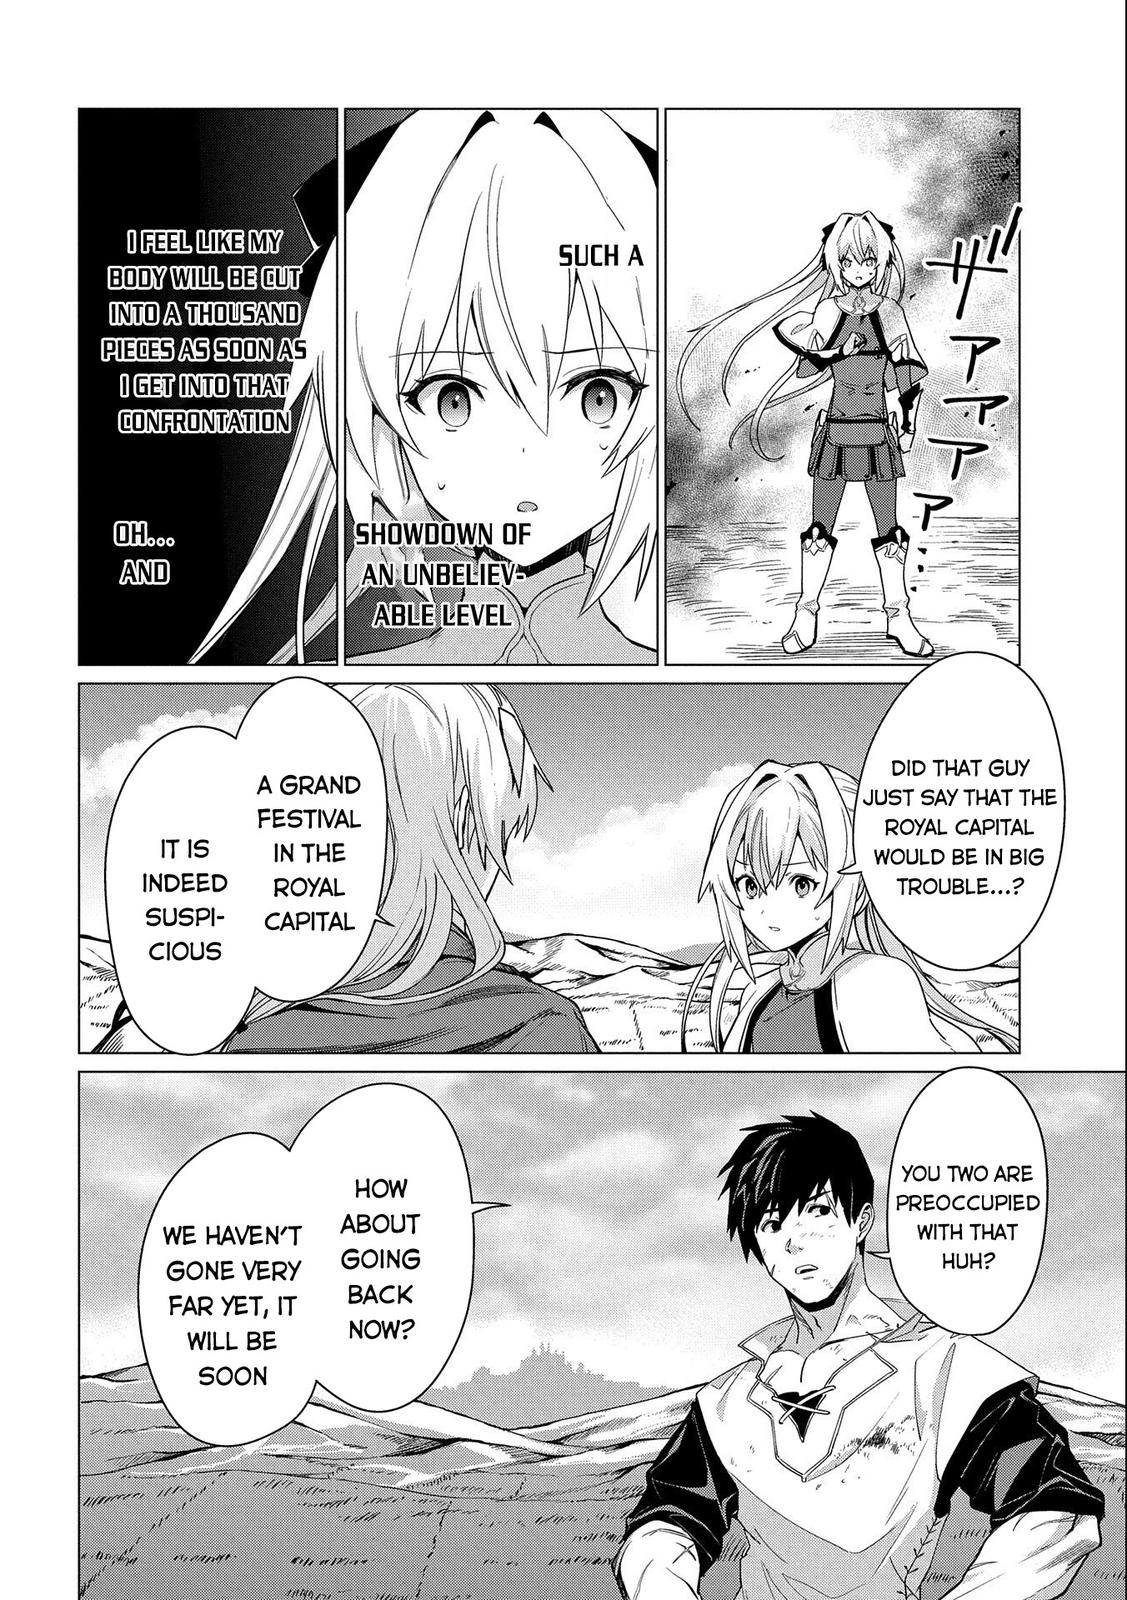 ザァァァァ…
SUCH A
SHOWDOWN OF
AN UNBELIEV-
ABLE LEVEL
I FEEL LIKE MY
BODY WILL BE CUT
INTO A THOUSAND
PIECES AS SOON AS
I GET INTO THAT
CONFRONTATION
OH...
AND
DID THAT GUY
JUST SAY THAT THE
ROYAL CAPITAL
WOULD BE IN BIG
TROUBLE...?
A GRAND
FESTIVAL
IN THE
ROYAL
CAPITAL
IT IS
INDEED
SUSPI-
CIOUS
YOU TWO ARE
PREOCCUPIED
WITH THAT
HUH?
HOW
ABOUT
GOING
BACK
NOW?
WE HAVEN'T
GONE VERY
FAR YET, IT
WILL BE
SOON